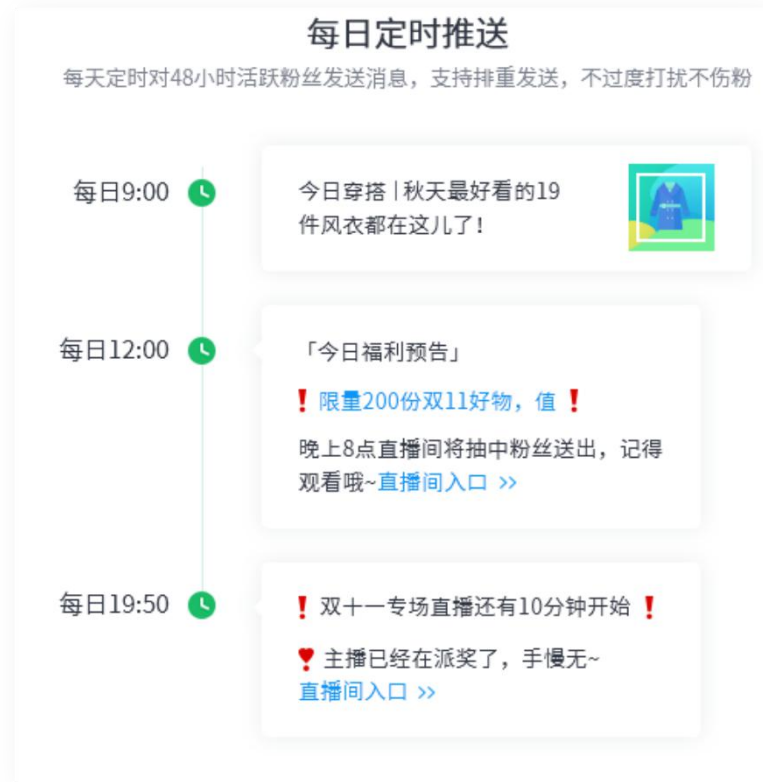 每日定时推送
每天定时对48小时活跃粉丝发送消息，支持排重发送，不过度打扰不伤粉
每日9:00
今日穿搭 | 秋天最好看的19
件风衣都在这儿了！
每日12:00
「今日福利预告」
❗ 限量200份双11好物，值 ❗
晚上8点直播间将抽中粉丝送出，记得
观看哦~直播间入口 >>
每日19:50
❗ 双十一专场直播还有10分钟开始 ❗
❣ 主播已经在派奖了，手慢无~
直播间入口 >>